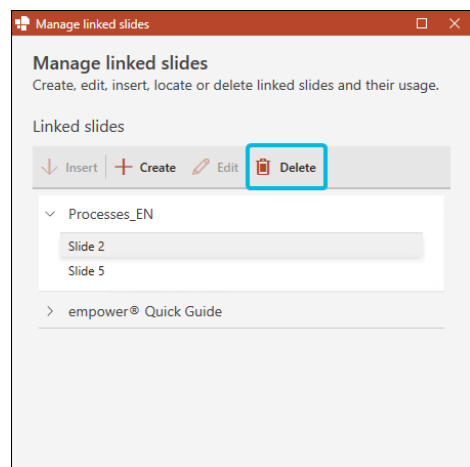 Manage linked slides
Manage linked slides
Create, edit, insert, locate or delete linked slides and their usage.
Linked slides
Insert Create Edit Delete
Processes_EN
Slide 2
Slide 5
empower® Quick Guide